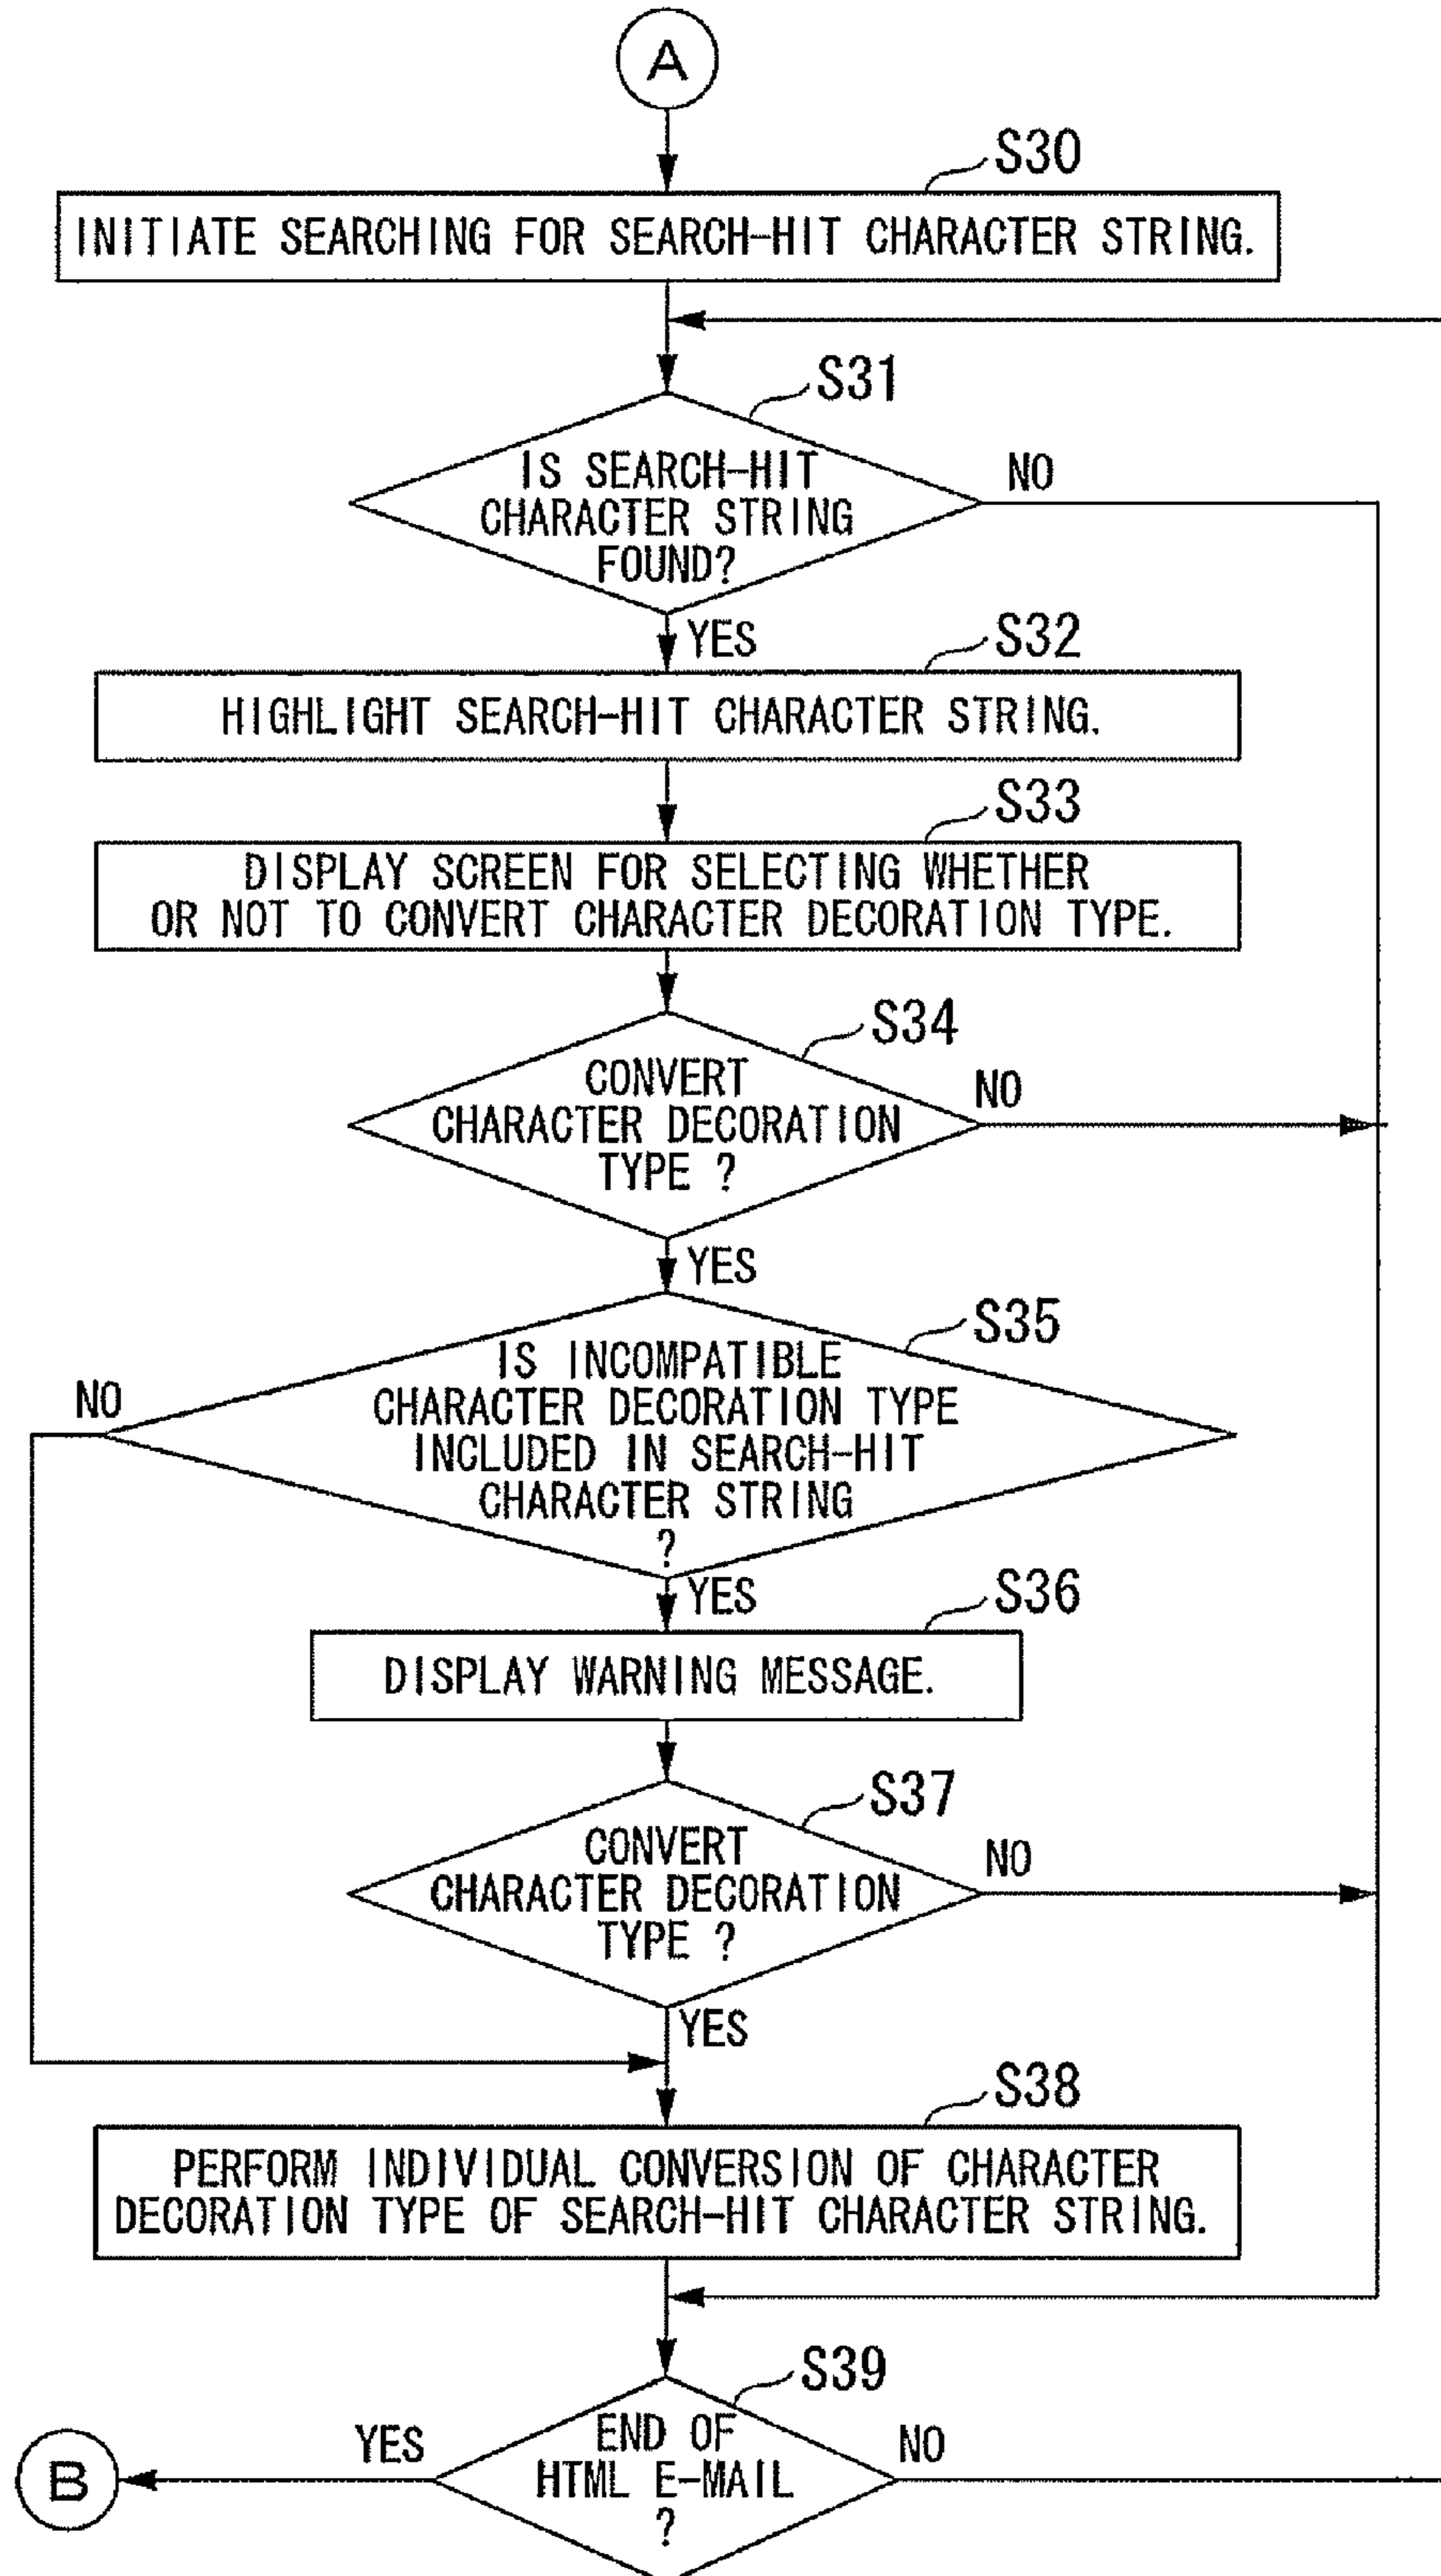 A
S30
INITIATE SEARCHING FOR SEARCH-HIT CHARACTER STRING.
S31
IS SEARCH-HIT
CHARACTER STRING
FOUND?
NO
YES
S32
HIGHLIGHT SEARCH-HIT CHARACTER STRING.
S33
DISPLAY SCREEN FOR SELECTING WHETHER
OR NOT TO CONVERT CHARACTER DECORATION TYPE.
S34
CONVERT
CHARACTER DECORATION
TYPE ?
NO
YES
S35
IS INCOMPATIBLE
CHARACTER DECORATION TYPE
INCLUDED IN SEARCH-HIT
CHARACTER STRING
?
NO
YES
S36
DISPLAY WARNING MESSAGE.
S37
CONVERT
CHARACTER DECORATION
TYPE ?
NO
YES
S38
PERFORM INDIVIDUAL CONVERSION OF CHARACTER
DECORATION TYPE OF SEARCH-HIT CHARACTER STRING.
S39
END OF
HTML E-MAIL
?
YES
NO
B